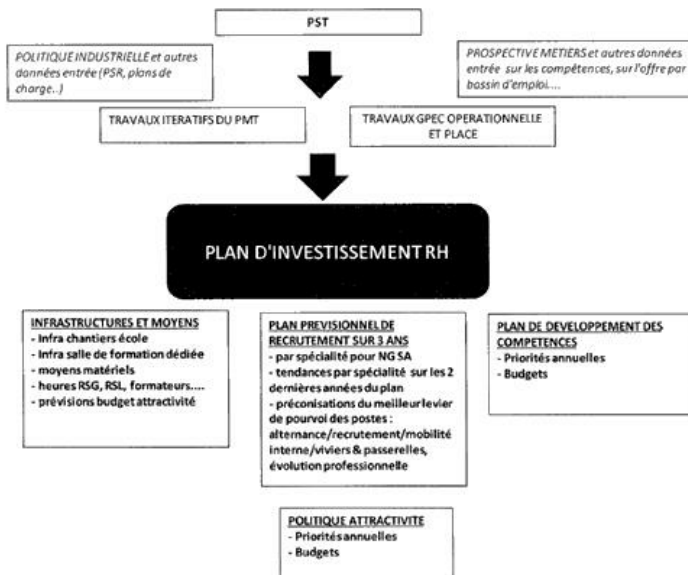 PST
POLITIQUE INDUSTRIELLE et autres
données entrée (PSR, plans de
charge..)
PROSPECTIVE METIERS et autres données
entrée sur les compétences, sur l'offre par
bassin d'emploi....
TRAVAUX ITERATIFS DU PMT
TRAVAUX GPEC OPERATIONNELLE
ET PLACE
PLAN D'INVESTISSEMENT RH
INFRASTRUCTURES ET MOYENS
- Infra chantiers école
- Infra salle de formation dédiée
- moyens matériels
- heures RSG, RSL, formateurs....
- prévisions budget attractivité
PLAN PREVISIONNEL DE
RECRUTEMENT SUR 3 ANS
- par spécialité pour NG SA
- tendances par spécialité sur les 2
dernières années du plan
- préconisations du meilleur levier
de pourvoi des postes :
alternance/recrutement/mobilité
interne/viviers & passerelles,
évolution professionnelle
PLAN DE DEVELOPPEMENT DES
COMPETENCES
- Priorités annuelles
- Budgets
POLITIQUE ATTRACTIVITE
- Priorités annuelles
- Budgets